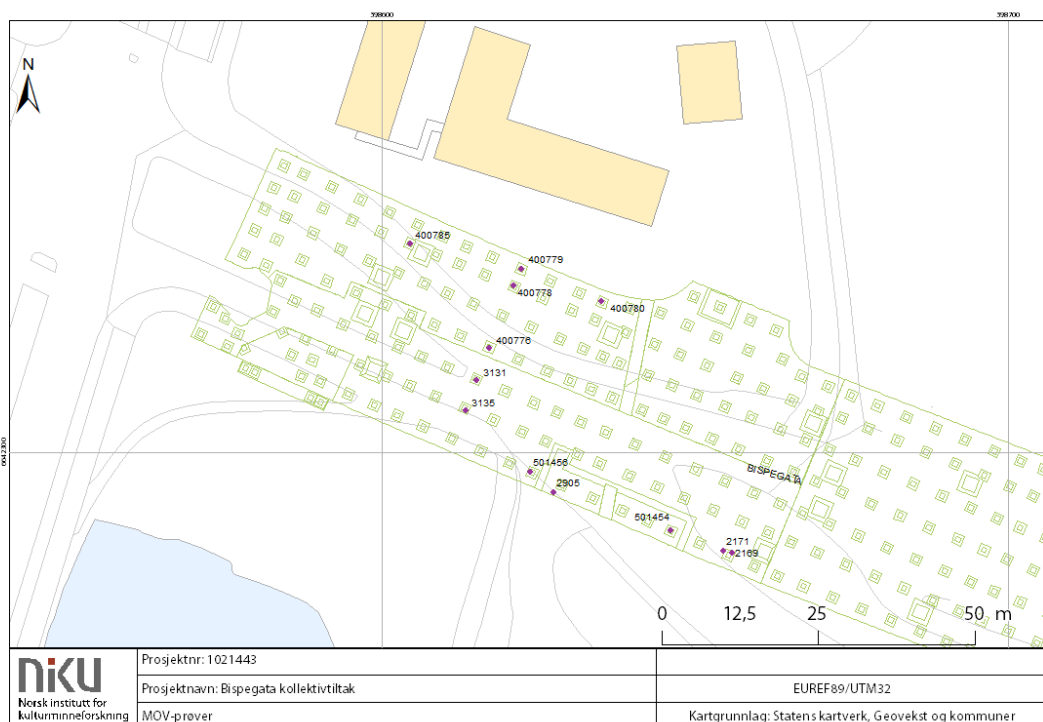 598600
598700
N
400785
400779
400778
400780
400776
3131
3135
6642300
501456
2905
BISPEGATA
501454
2171
2169
0 12,5 25 50 m
niku
Norsk institutt for
kulturminneforskning
Prosjektnr: 1021443
Prosjektnavn: Bispegata kollektivtiltak
EUREF89/UTM32
MOV-prøver
Kartgrunnlag: Statens kartverk, Geovekst og kommuner